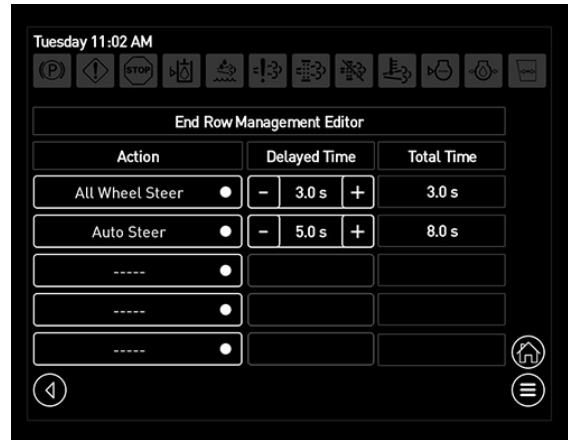 Tuesday 11:02 AM
(P) STOP
End Row Management Editor
Action Delayed Time Total Time
All Wheel Steer - 3.0 s + 3.0 s
Auto Steer - 5.0 s + 8.0 s
-----
-----
-----